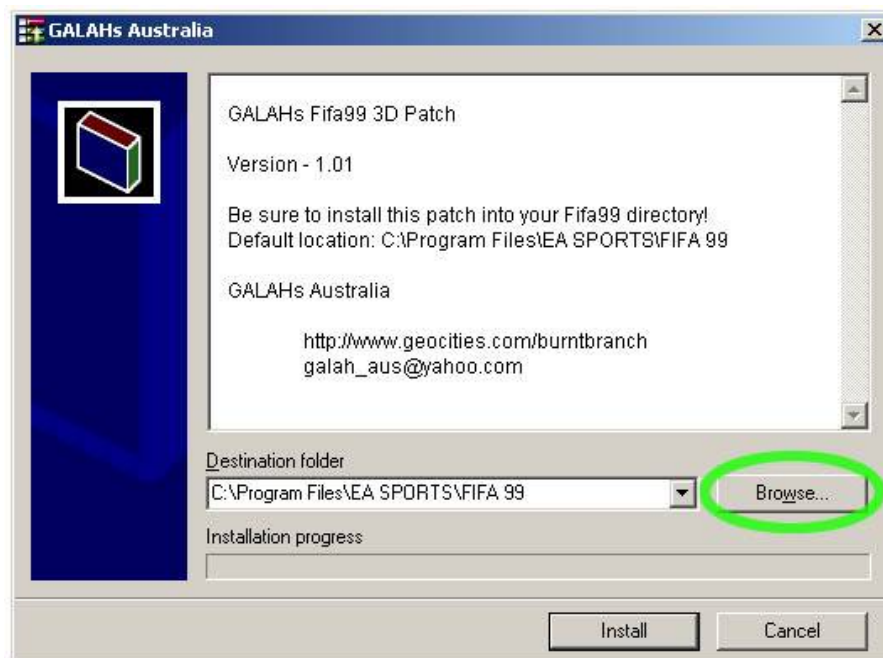 GALAHs Australia
GALAHs Fifa99 3D Patch
Version - 1.01
Be sure to install this patch into your Fifa99 directory!
Default location: C:\Program Files\EA SPORTS\FIFA 99
GALAHs Australia
http://www.geocities.com/burntbranch
galah_aus@yahoo.com
Destination folder
C:\Program Files\EA SPORTS\FIFA 99
Browse...
Installation progress
Install
Cancel